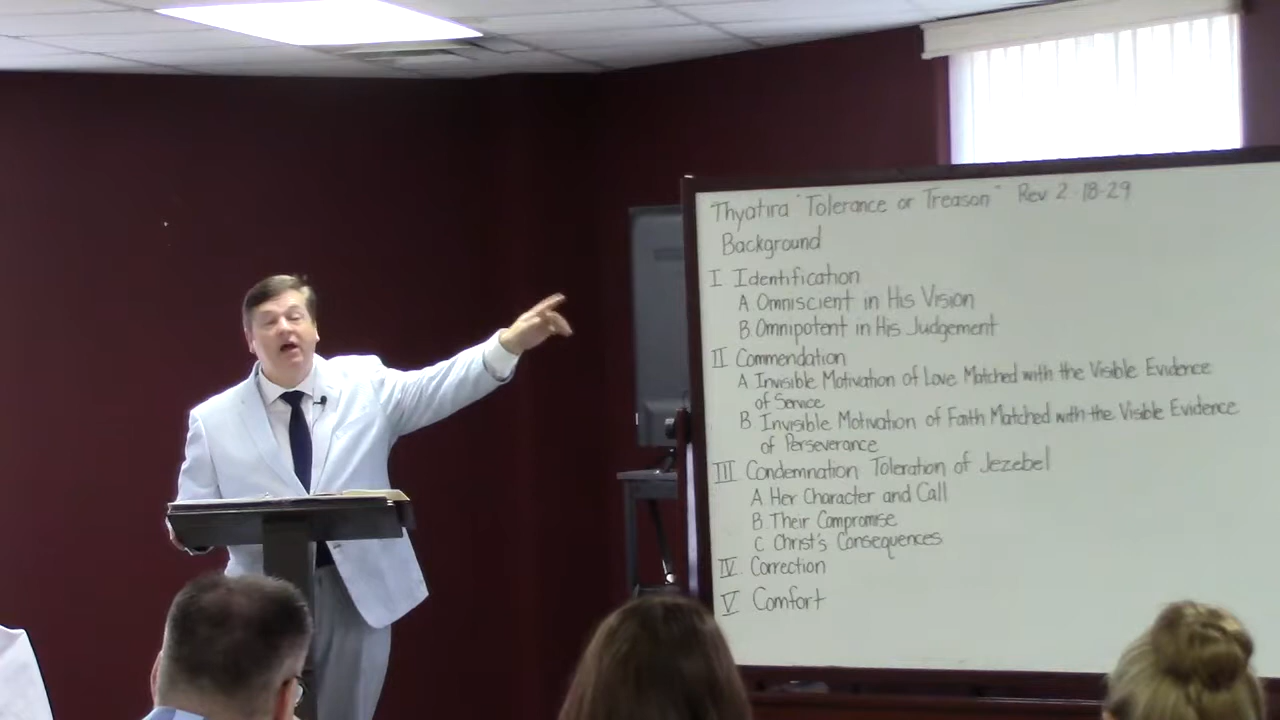 "Thyatira "Tolerance or Treason" Rev 2:18-29
Background
I Identification
A Omniscient in His Vision
B. Omnipotent in His Judgement
II Commendation
A Invisible Motivation of Love Matched with the Visible Evidence
of Service
B Invisible Motivation of Faith Matched with the Visible Evidence
of Perseverance
III Condemnation Toleration of Jezebel
A Her Character and Call
B Their Compromise
C Christ's Consequences
IV. Correction
V Comfort